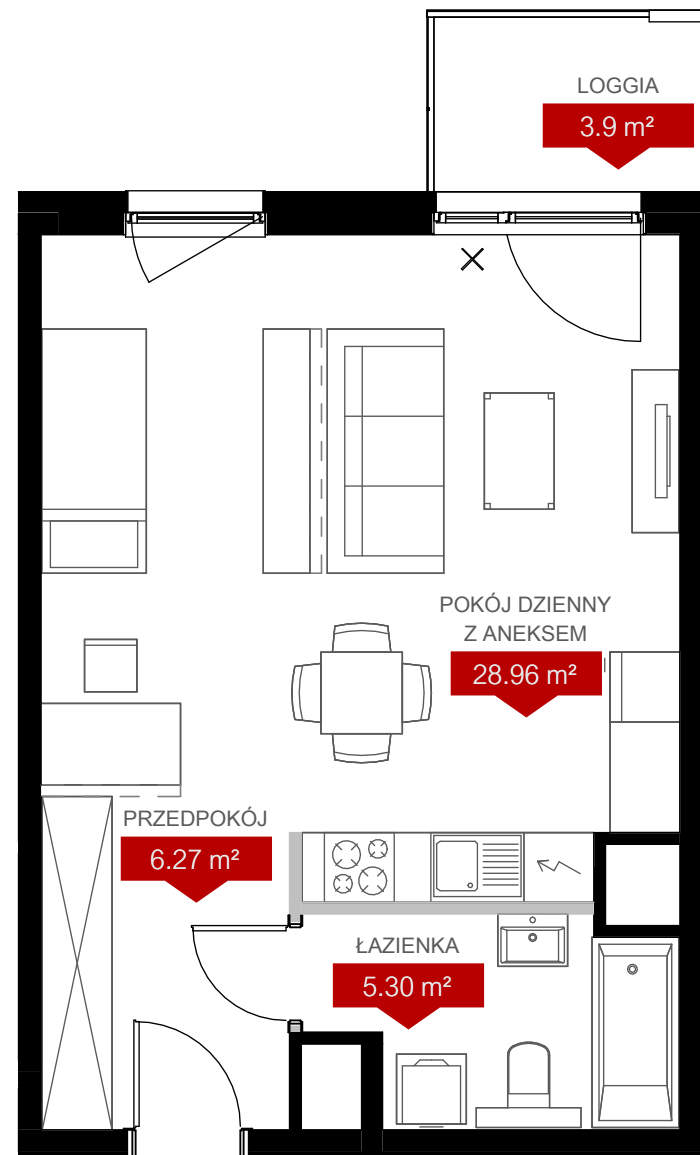 LOGGIA
3.9 m²
POKÓJ DZIENNY
Z ANEKSEM
28.96 m²
PRZEDPOKÓJ
6.27 m²
ŁAZIENKA
5.30 m²